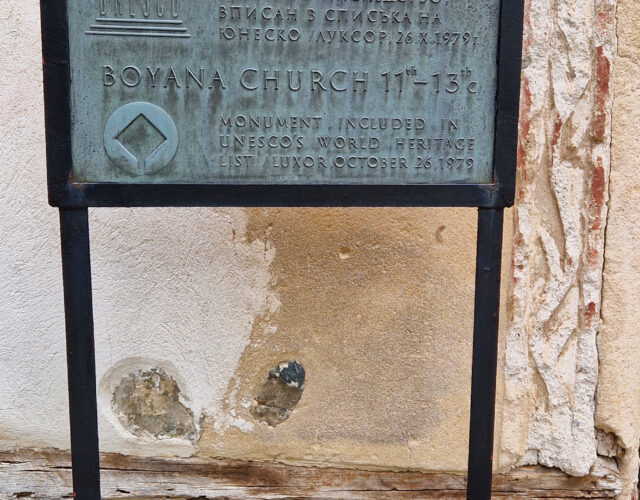 UNESCO
ВПИСАН В СПИСЪКА НА
ЮНЕСКО /ЛУКСОР, 26.X.1979/
BOYANA CHURCH 11th–13th c
MONUMENT INCLUDED IN
UNESCO'S WORLD HERITAGE
LIST /LUXOR, OCTOBER 26, 1979